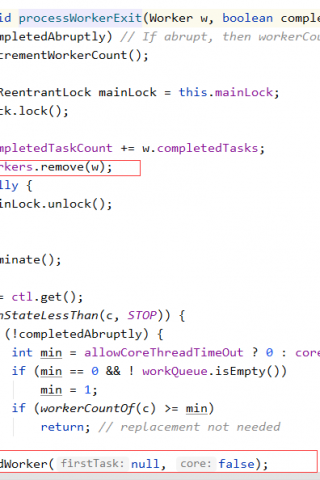 id processWorkerExit(Worker w, boolean comple
mpletedAbruptly) // If abrupt, then workerCou
crementWorkerCount();
ReentrantLock mainLock = this.mainLock;
ck.lock();
mpletedTaskCount += w.completedTasks;
rkers.remove(w);
lly {
inLock.unlock();
minate();
= ctl.get();
nStateLessThan(c, STOP)) {
(!completedAbruptly) {
int min = allowCoreThreadTimeOut ? 0 : core
if (min == 0 && ! workQueue.isEmpty())
min = 1;
if (workerCountOf(c) >= min)
return; // replacement not needed
dWorker( firstTask: null, core: false);